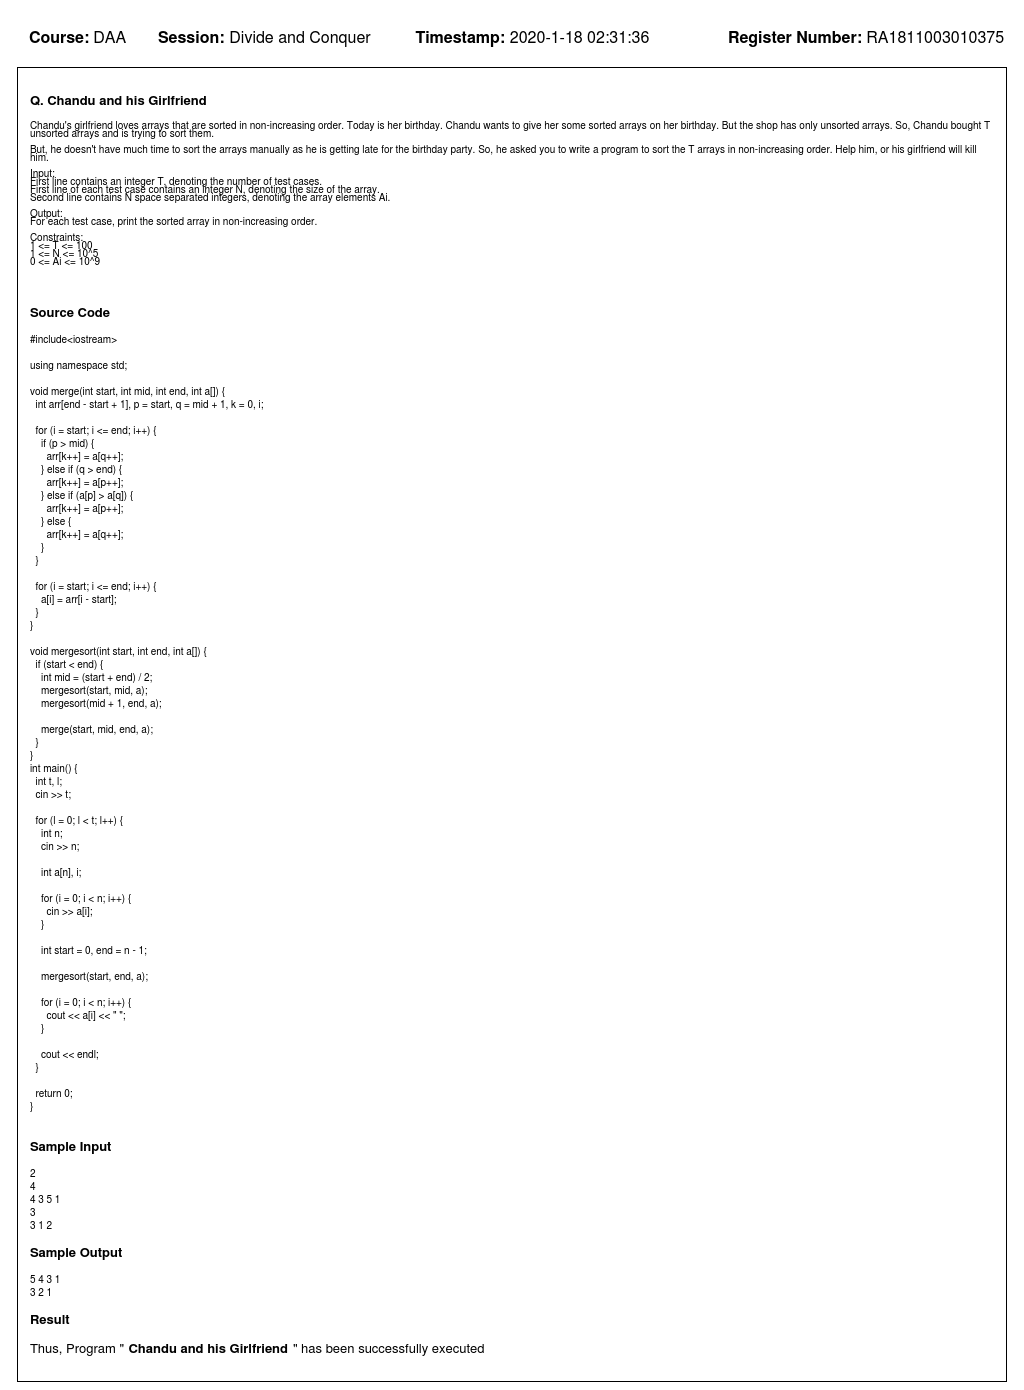 Course: DAA Session: Divide and Conquer Timestamp: 2020-1-18 02:31:36 Register Number: RA1811003010375
Q. Chandu and his Girlfriend
Chandu's girlfriend loves arrays that are sorted in non-increasing order. Today is her birthday. Chandu wants to give her some sorted arrays on her birthday. But the shop has only unsorted arrays. So, Chandu bought T
unsorted arrays and is trying to sort them.
But, he doesn't have much time to sort the arrays manually as he is getting late for the birthday party. So, he asked you to write a program to sort the T arrays in non-increasing order. Help him, or his girlfriend will kill
him.
Input:
First line contains an integer T, denoting the number of test cases.
First line of each test case contains an integer N, denoting the size of the array.
Second line contains N space separated integers, denoting the array elements Ai.
Output:
For each test case, print the sorted array in non-increasing order.
Constraints:
1 <= T <= 100
1 <= N <= 10^5
0 <= Ai <= 10^9
Source Code
#include<iostream>
using namespace std;
void merge(int start, int mid, int end, int a[]) {
int arr[end - start + 1], p = start, q = mid + 1, k = 0, i;
for (i = start; i <= end; i++) {
if (p > mid) {
arr[k++] = a[q++];
} else if (q > end) {
arr[k++] = a[p++];
} else if (a[p] > a[q]) {
arr[k++] = a[p++];
} else {
arr[k++] = a[q++];
}
}
for (i = start; i <= end; i++) {
a[i] = arr[i - start];
}
}
void mergesort(int start, int end, int a[]) {
if (start < end) {
int mid = (start + end) / 2;
mergesort(start, mid, a);
mergesort(mid + 1, end, a);
merge(start, mid, end, a);
}
}
int main() {
int t, l;
cin >> t;
for (l = 0; l < t; l++) {
int n;
cin >> n;
int a[n], i;
for (i = 0; i < n; i++) {
cin >> a[i];
}
int start = 0, end = n - 1;
mergesort(start, end, a);
for (i = 0; i < n; i++) {
cout << a[i] << " ";
}
cout << endl;
}
return 0;
}
Sample Input
2
4
4 3 5 1
3
3 1 2
Sample Output
5 4 3 1
3 2 1
Result
Thus, Program " Chandu and his Girlfriend " has been successfully executed